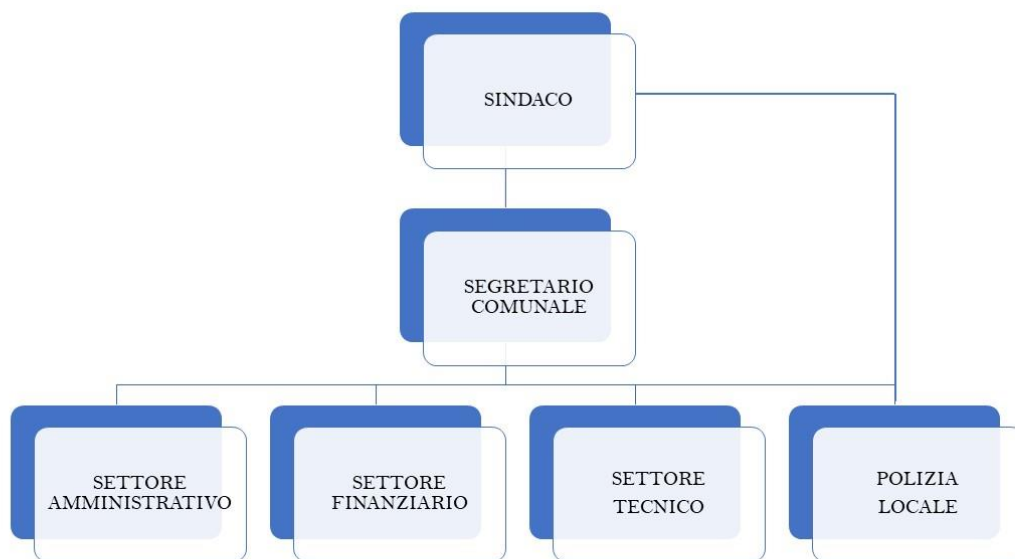 SINDACO
SEGRETARIO
COMUNALE
SETTORE
AMMINISTRATIVO
SETTORE
FINANZIARIO
SETTORE
TECNICO
POLIZIA
LOCALE